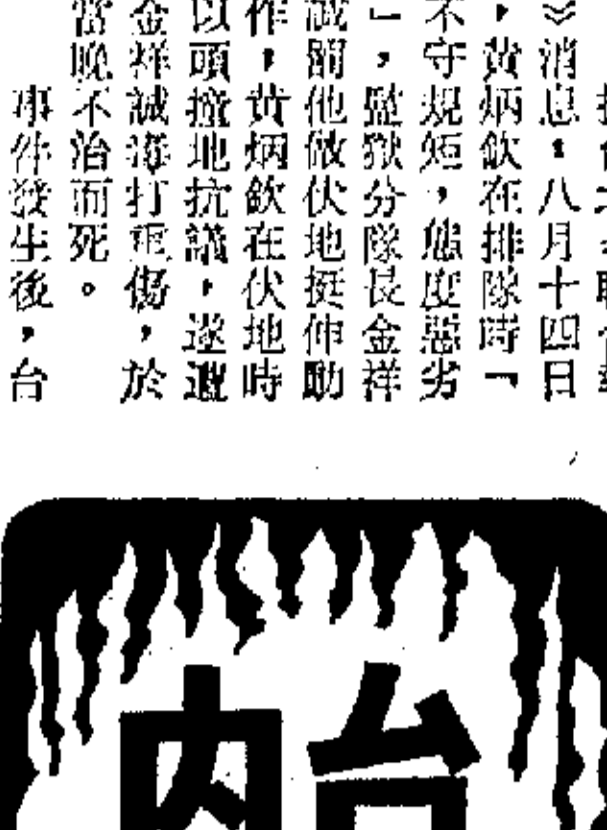 》消息：八月十四日
，黃炳欽在排隊時「
不守規矩，態度惡劣
」，監獄分隊長金祥
誠罰他做伏地挺伸動
作，黃炳欽在伏地時
以頭撞地抗議，遂遭
金祥誠毒打重傷，於
當晚不治而死。
事件發生後，台
台內